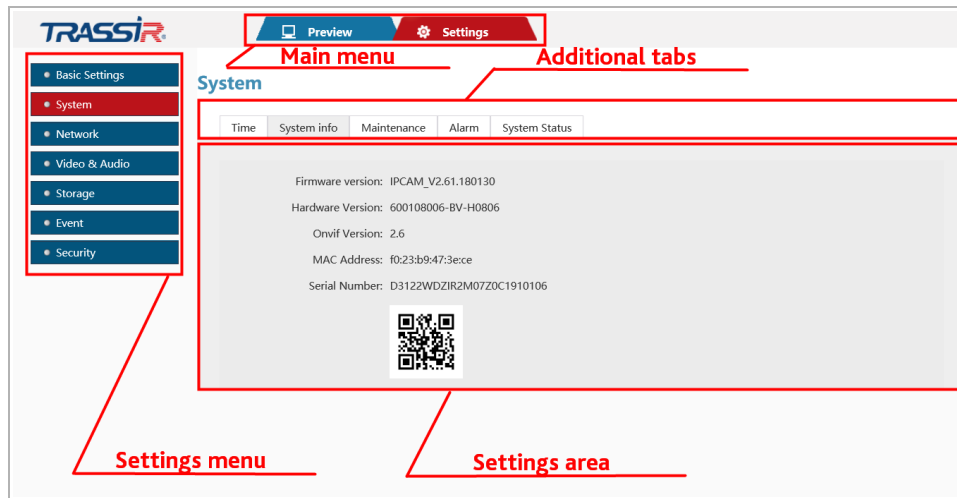 TRASSIR
Preview
Settings
Main menu
Additional tabs
Basic Settings
System
Network
Video & Audio
Storage
Event
Security
System
Time
System info
Maintenance
Alarm
System Status
Firmware version: IPCAM_V2.61.180130
Hardware Version: 600108006-BV-H0806
Onvif Version: 2.6
MAC Address: f0:23:b9:47:3e:ce
Serial Number: D3122WDZIR2M07Z0C1910106
Settings menu
Settings area